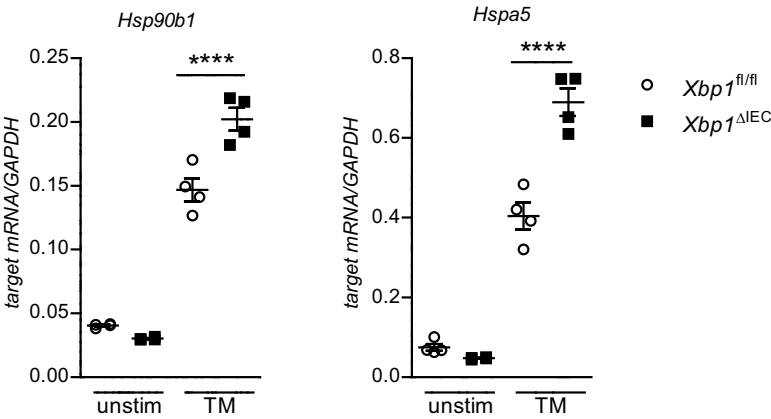 Hsp90b1
Hspa5
****
****
0.25
0.20
0.15
0.10
0.05
0.00
target mRNA/GAPDH
unstim
TM
0.8
0.6
0.4
0.2
0.0
target mRNA/GAPDH
unstim
TM
Xbp1fl/fl
Xbp1ΔIEC